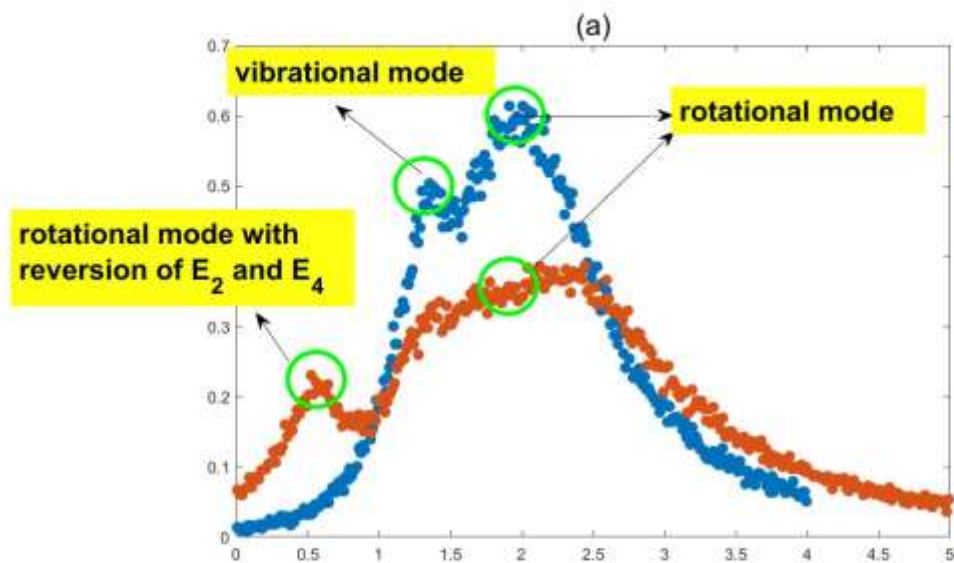 (a)
0.7
vibrational mode
0.6
rotational mode
0.5
rotational mode with
reversion of E₂ and E₄
0.4
0.3
0.2
0.1
0
0 0.5 1 1.5 2 2.5 3 3.5 4 4.5 5